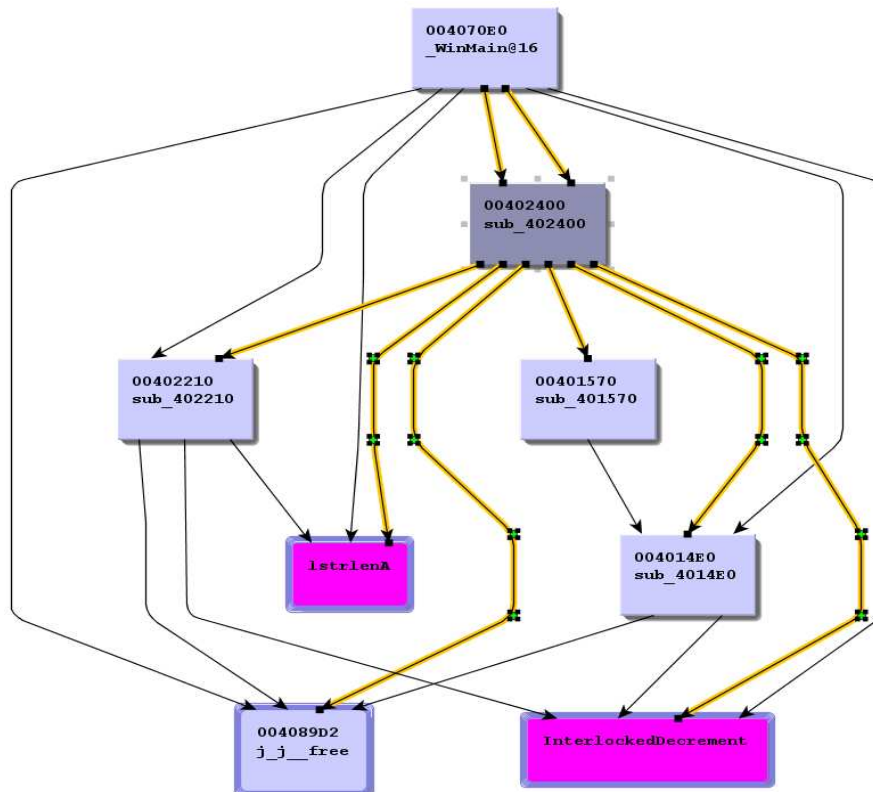 004070E0
_WinMain@16
00402400
sub_402400
00402210
sub_402210
00401570
sub_401570
lstrlenA
004014E0
sub_4014E0
004089D2
j_j__free
InterlockedDecrement